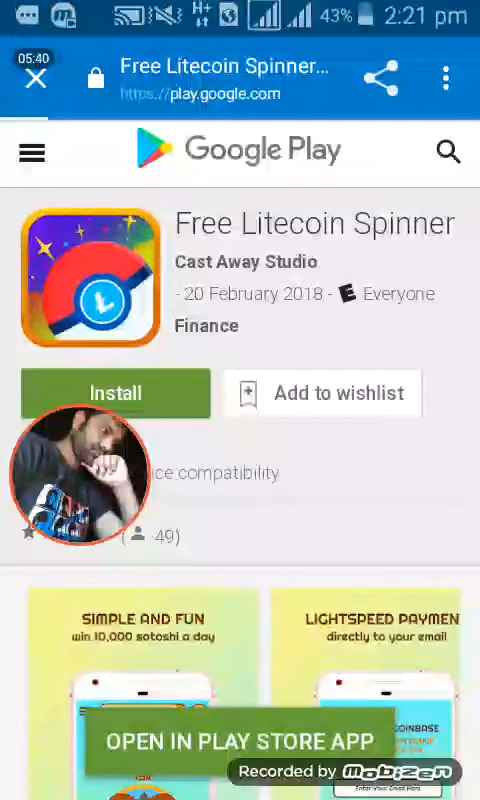 43% 2:21 pm
05:40
Free Litecoin Spinner...
https://play.google.com
Google Play
Free Litecoin Spinner
Cast Away Studio
- 20 February 2018 - E Everyone
Finance
Install
Add to wishlist
ce compatibility
( 49)
SIMPLE AND FUN
win 10,000 sotoshi a day
LIGHTSPEED PAYMEN
directly to your email
COINBASE
Enter Your Email Here
OPEN IN PLAY STORE APP
Recorded by mobizen